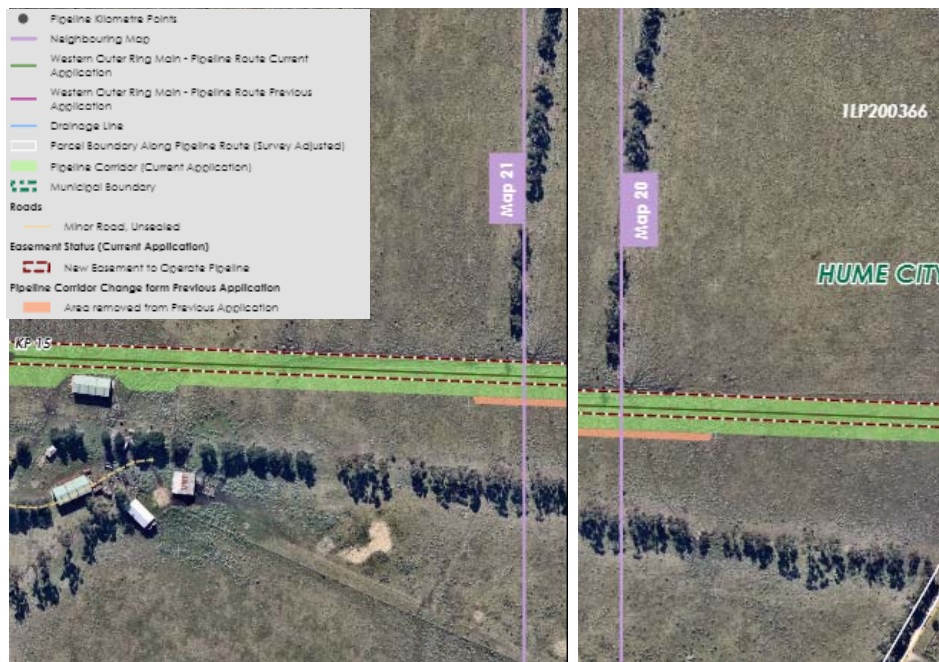 Pipeline Kilometre Points
Neighbouring Map
Western Outer Ring Main - Pipeline Route Current
Application
Western Outer Ring Main - Pipeline Route Previous
Application
Drainage Line
Parcel Boundary Along Pipeline Route (Survey Adjusted)
Pipeline Corridor (Current Application)
Municipal Boundary
Roads
Minor Road, Unsealed
Easement Status (Current Application)
New Easement to Operate Pipeline
Pipeline Corridor Change form Previous Application
Area removed from Previous Application
KP 15
Map 21
Map 20
1LP200366
HUME CITY